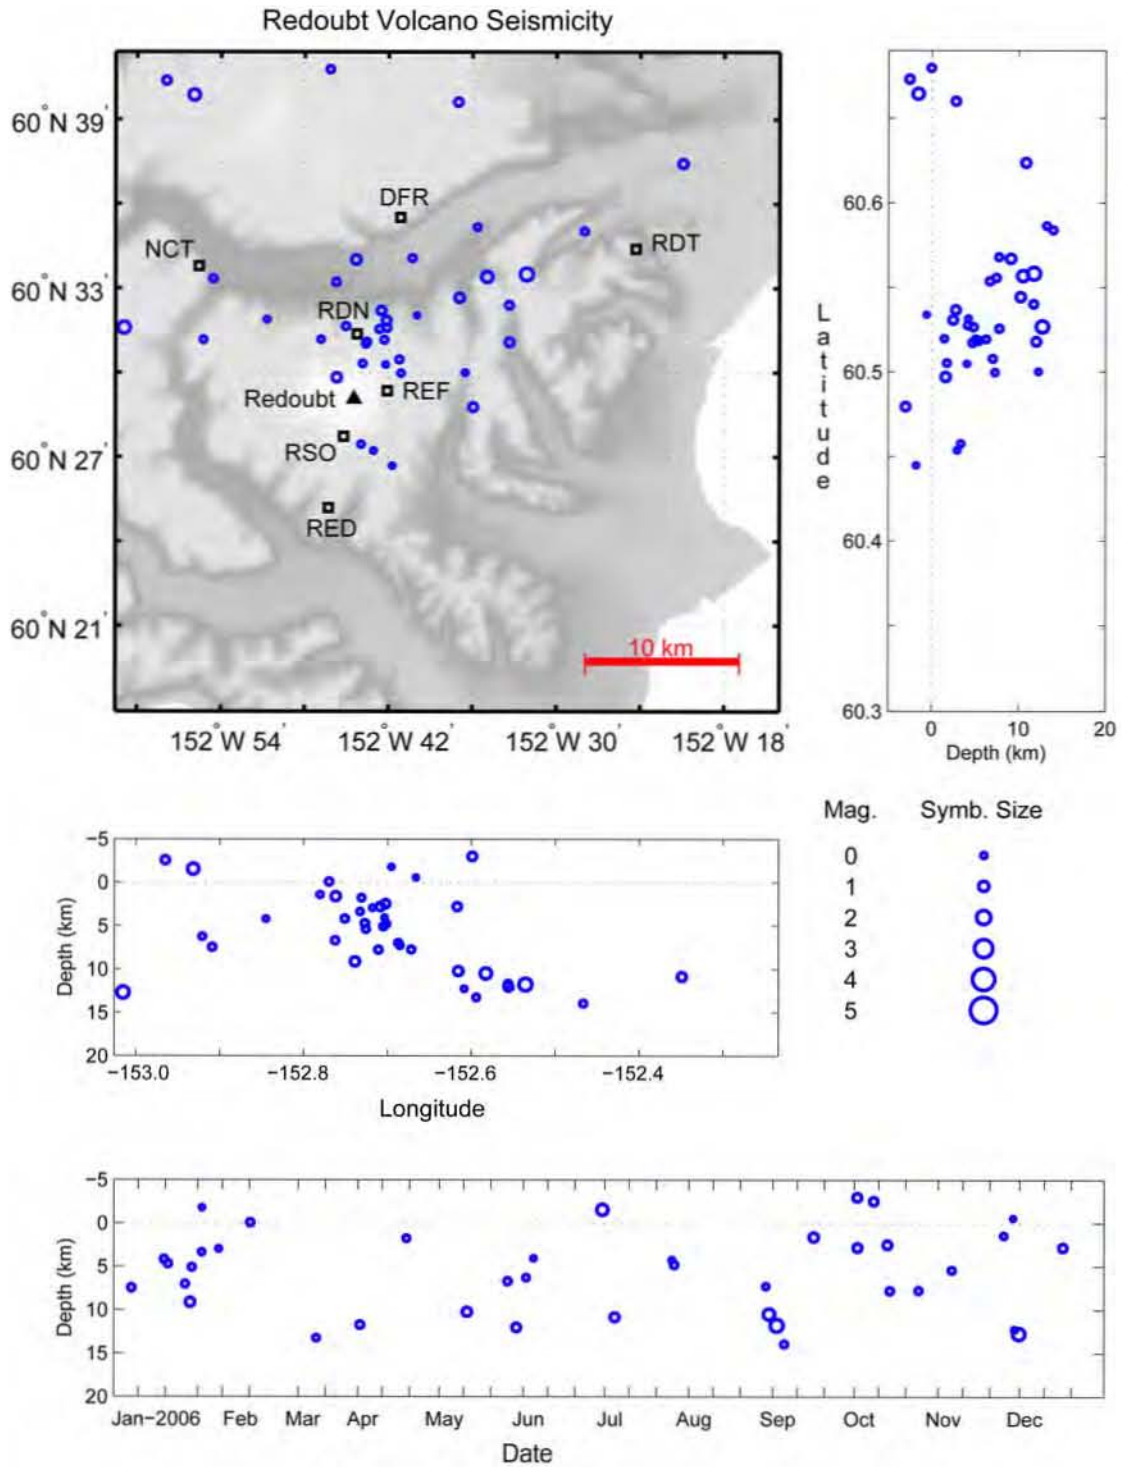 Redoubt Volcano Seismicity
60°N 39'
60°N 33'
60°N 27'
60°N 21'
DFR
NCT
RDT
RDN
Redoubt
REF
RSO
RED
10 km
152°W 54' 152°W 42' 152°W 30' 152°W 18'
Latitude
60.6
60.5
60.4
60.3
0 10 20
Depth (km)
Mag. Symb. Size
0
1
2
3
4
5
Depth (km)
−5
0
5
10
15
20
−153.0 −152.8 −152.6 −152.4
Longitude
Depth (km)
−5
0
5
10
15
20
Jan−2006 Feb Mar Apr May Jun Jul Aug Sep Oct Nov Dec
Date